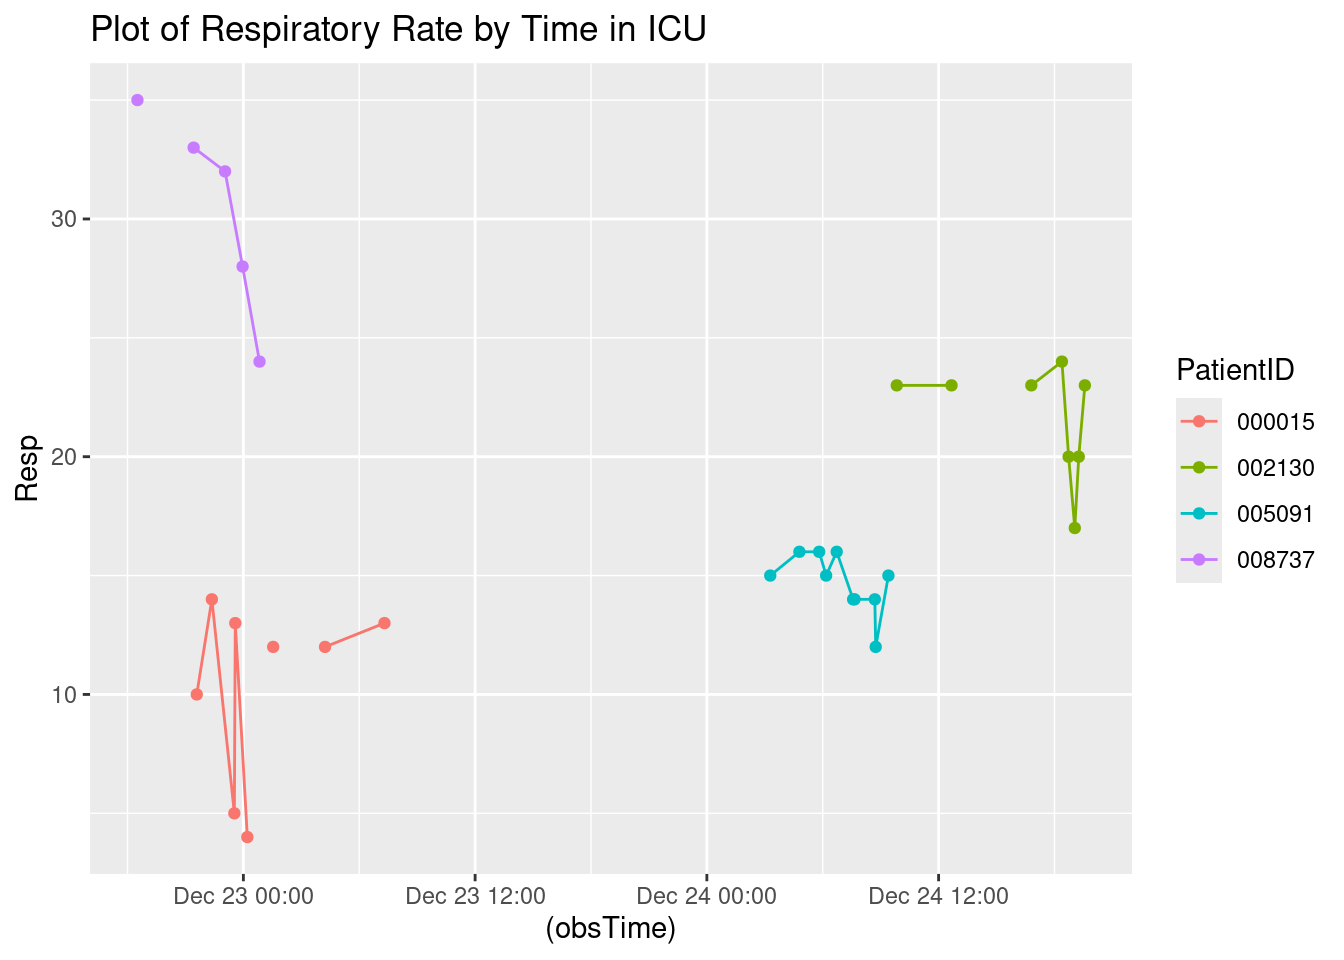 Plot of Respiratory Rate by Time in ICU
30
20
10
Resp
Dec 23 00:00
Dec 23 12:00
Dec 24 00:00
Dec 24 12:00
(obsTime)
PatientID
000015
002130
005091
008737